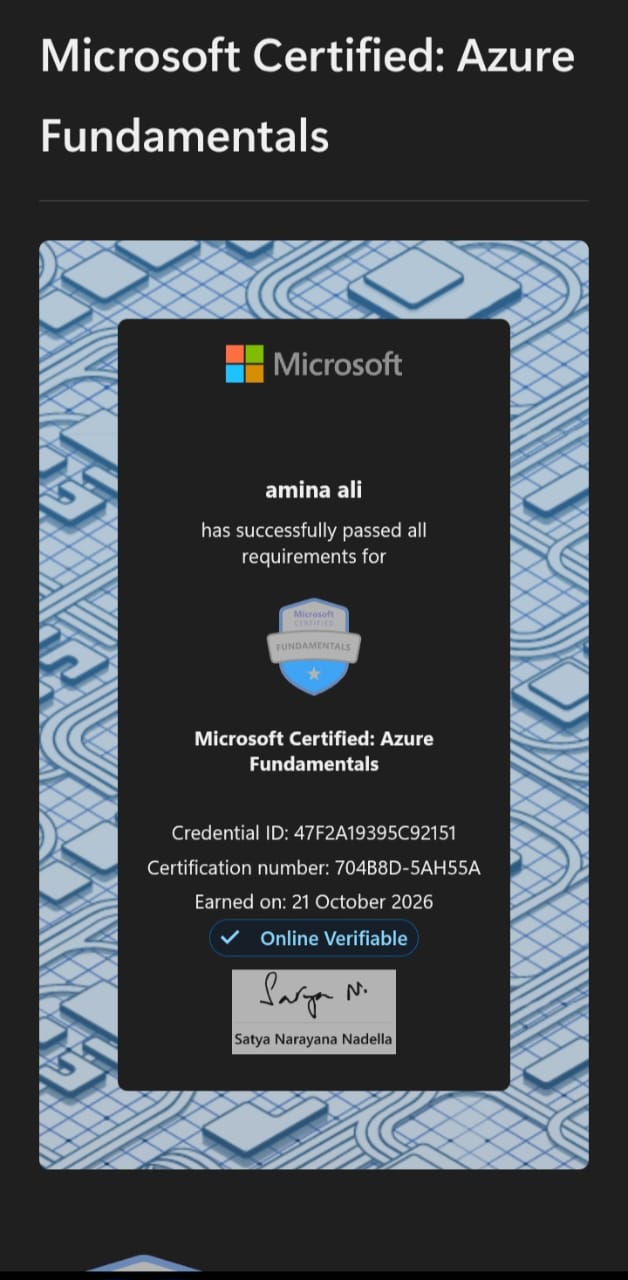 Microsoft Certified: Azure
Fundamentals
Microsoft
amina ali
has successfully passed all
requirements for
Microsoft
CERTIFIED
FUNDAMENTALS
Microsoft Certified: Azure
Fundamentals
Credential ID: 47F2A19395C92151
Certification number: 704B8D-5AH55A
Earned on: 21 October 2026
Online Verifiable
Satya N.
Satya Narayana Nadella